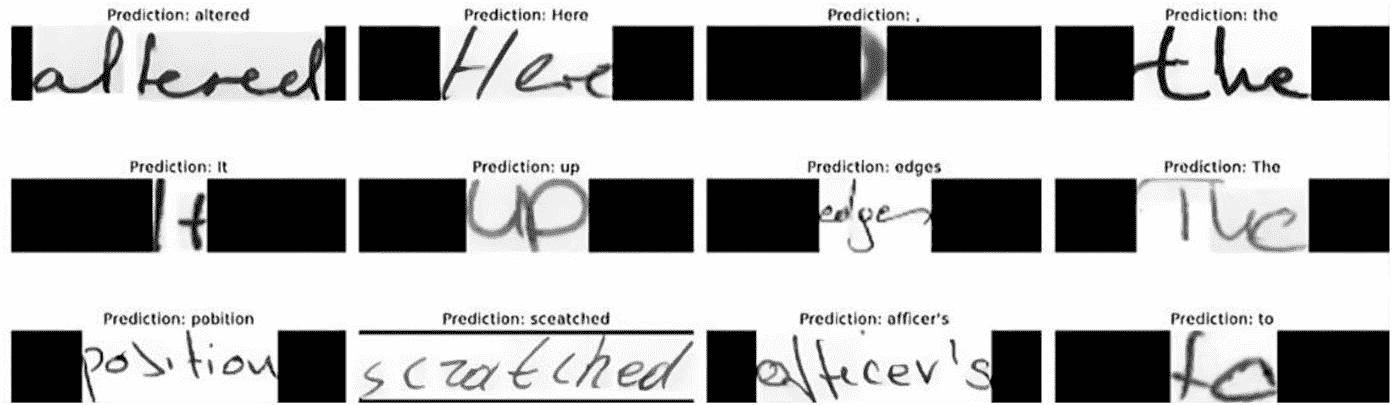 Prediction: altered Prediction: Here Prediction: , Prediction: the
altered Here , the
Prediction: It Prediction: up Prediction: edges Prediction: The
It up edges The
Prediction: pobition Prediction: sceatched Prediction: afficer's Prediction: to
position scratched officer's to